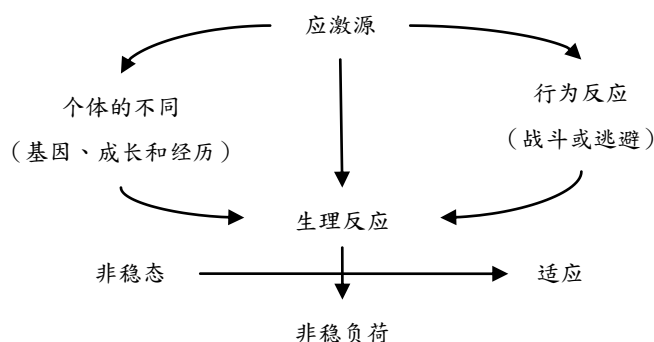 应激源
个体的不同
（基因、成长和经历）
行为反应
（战斗或逃避）
生理反应
非稳态
适应
非稳负荷